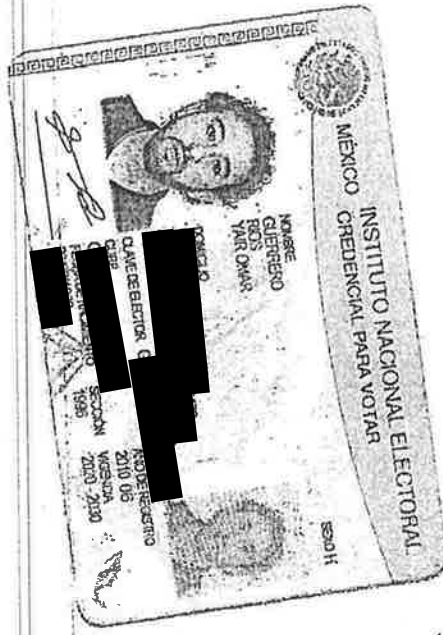 MÉXICO INSTITUTO NACIONAL ELECTORAL
CREDENCIAL PARA VOTAR
NOMBRE
GUERRERO
RIOS
YAIR OMAR
SEXO H
DOMICILIO
CLAVE DE ELECTOR G
CURP
AÑO DE REGISTRO
2010 06
SECCIÓN
1996
VIGENCIA
2020 - 2030